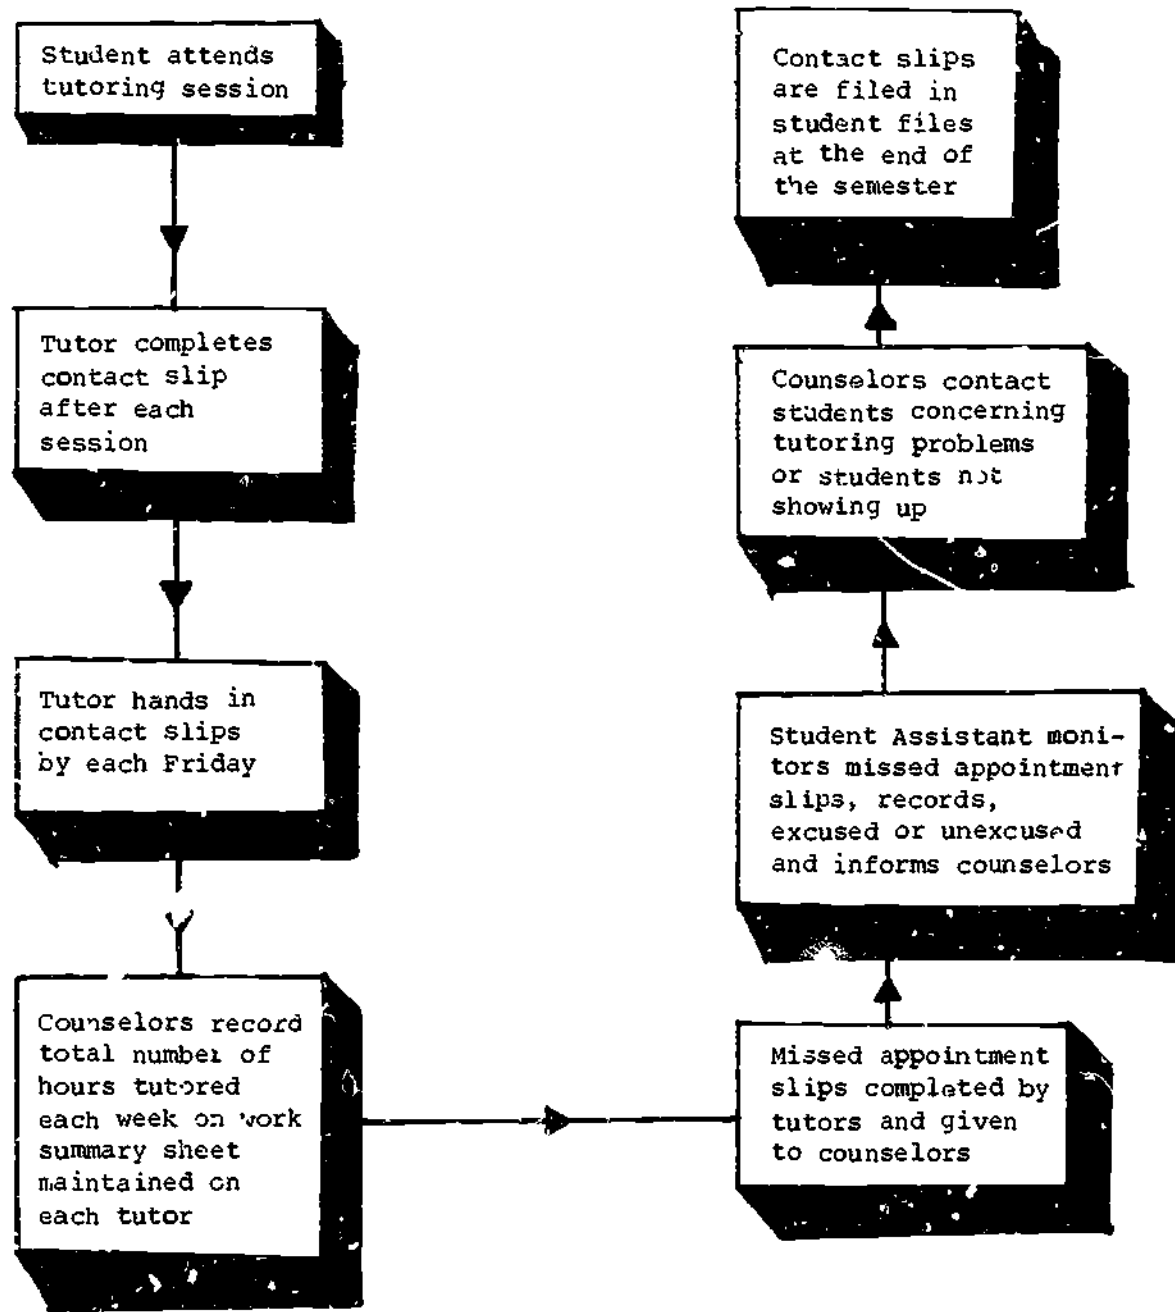 Student attends
tutoring session
Tutor completes
contact slip
after each
session
Tutor hands in
contact slips
by each Friday
Counselors record
total number of
hours tutored
each week on work
summary sheet
maintained on
each tutor
Missed appointment
slips completed by
tutors and given
to counselors
Student Assistant moni-
tors missed appointment
slips, records,
excused or unexcused
and informs counselors
Counselors contact
students concerning
tutoring problems
or students not
showing up
Contact slips
are filed in
student files
at the end of
the semester